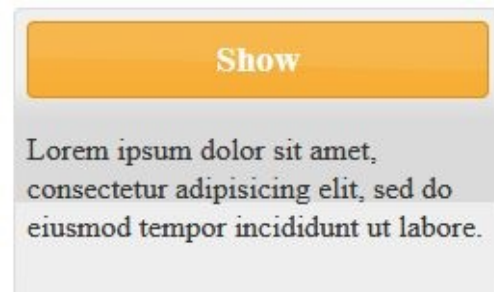 Show
Lorem ipsum dolor sit amet,
consectetur adipisicing elit, sed do
eiusmod tempor incididunt ut labore.